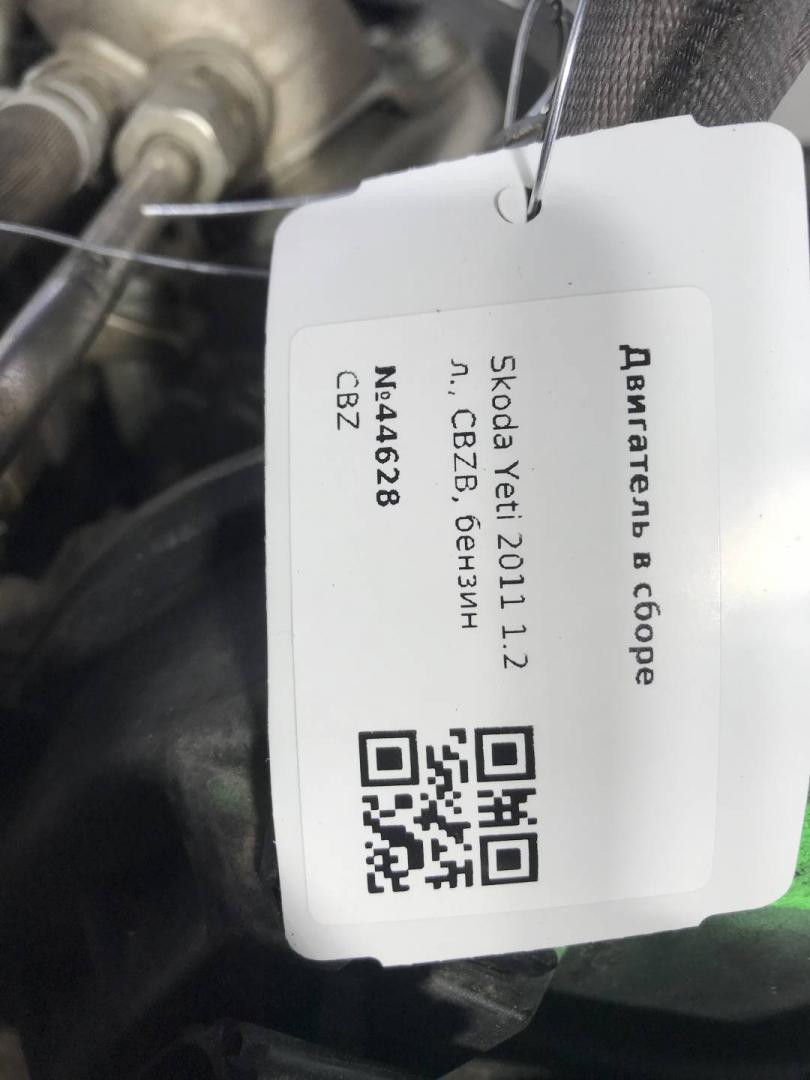 Двигатель в сборе
Skoda Yeti 2011 1.2
л., CBZB, бензин
№44628
CBZ